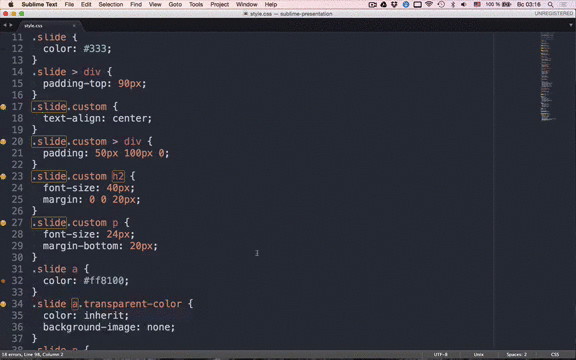 Sublime Text File Edit Selection Find View Goto Tools Project Window Help 100 % Вс 03:16
style.css — sublime-presentation UNREGISTERED
style.css
11 .slide {
12 color: #333;
13 }
14 .slide > div {
15 padding-top: 90px;
16 }
17 .slide.custom {
18 text-align: center;
19 }
20 .slide.custom > div {
21 padding: 50px 100px 0;
22 }
23 .slide.custom h2 {
24 font-size: 40px;
25 margin: 0 0 20px;
26 }
27 .slide.custom p {
28 font-size: 24px;
29 margin-bottom: 20px;
30 }
31 .slide a {
32 color: #ff8100;
33 }
34 .slide a.transparent-color {
35 color: inherit;
36 background-image: none;
37 }
18 errors, Line 98, Column 2 UTF-8 Unix Spaces: 2 CSS